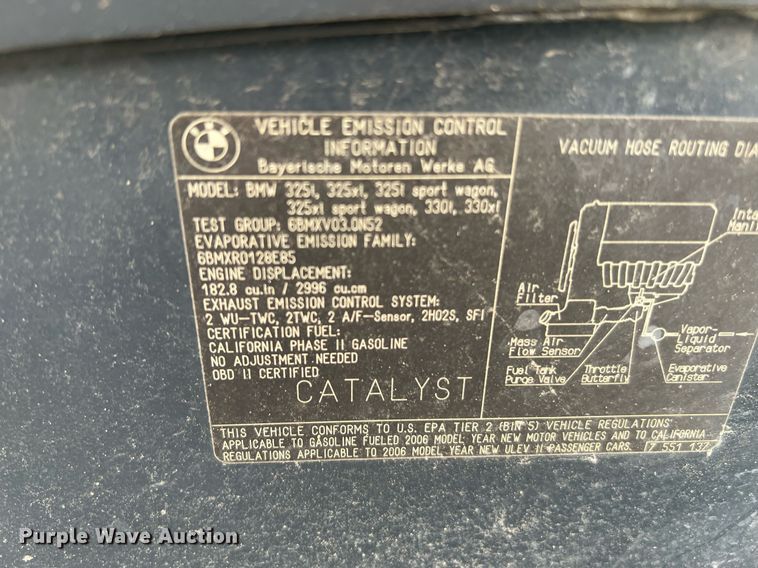 BMW
VEHICLE EMISSION CONTROL
INFORMATION
Bayerische Motoren Werke AG
MODEL: BMW 325i, 325xi, 325i sport wagon,
325xi sport wagon, 330i, 330xi
TEST GROUP: 6BMXV03.0N52
EVAPORATIVE EMISSION FAMILY:
6BMXR0128E85
ENGINE DISPLACEMENT:
182.8 cu.in / 2996 cu.cm
EXHAUST EMISSION CONTROL SYSTEM:
2 WU-TWC, 2TWC, 2 A/F-Sensor, 2HO2S, SFI
CERTIFICATION FUEL:
CALIFORNIA PHASE II GASOLINE
NO ADJUSTMENT NEEDED
OBD II CERTIFIED
CATALYST
VACUUM HOSE ROUTING DIA
Inta
Manif
Air
Filter
Mass Air
Flow Sensor
Vapor-
Liquid
Separator
Fuel Tank
Purge Valve
Throttle
Butterfly
Evaporative
Canister
THIS VEHICLE CONFORMS TO U.S. EPA TIER 2 (BIN 5) VEHICLE REGULATIONS
APPLICABLE TO GASOLINE FUELED 2006 MODEL YEAR NEW MOTOR VEHICLES AND TO CALIFORNIA
REGULATIONS APPLICABLE TO 2006 MODEL YEAR NEW ULEV II PASSENGER CARS.
7 551 137
Purple Wave Auction